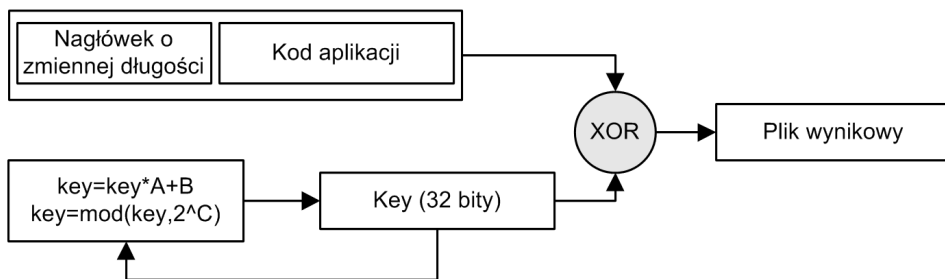 Nagłówek o
zmiennej długości
Kod aplikacji
XOR
Plik wynikowy
key=key*A+B
key=mod(key,2^C)
Key (32 bity)